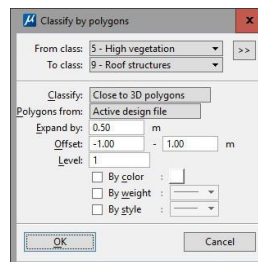 Classify by polygons x
From class: 5 - High vegetation >>
To class: 9 - Roof structures
Classify: Close to 3D polygons
Polygons from: Active design file
Expand by: 0.50 m
Offset: -1.00 - 1.00 m
Level: 1
By color :
By weight :
By style :
OK Cancel